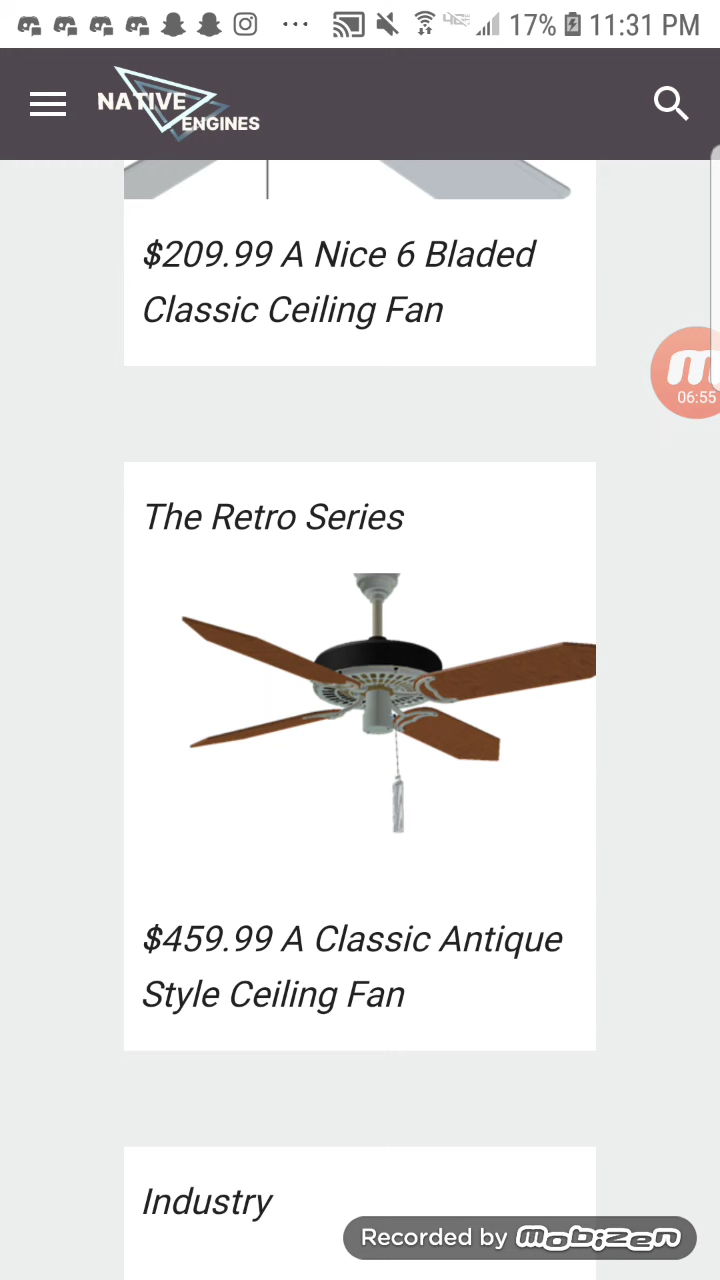 17% 11:31 PM
NATIVE
ENGINES
$209.99 A Nice 6 Bladed
Classic Ceiling Fan
06:55
The Retro Series
$459.99 A Classic Antique
Style Ceiling Fan
Industry
Recorded by mobizen